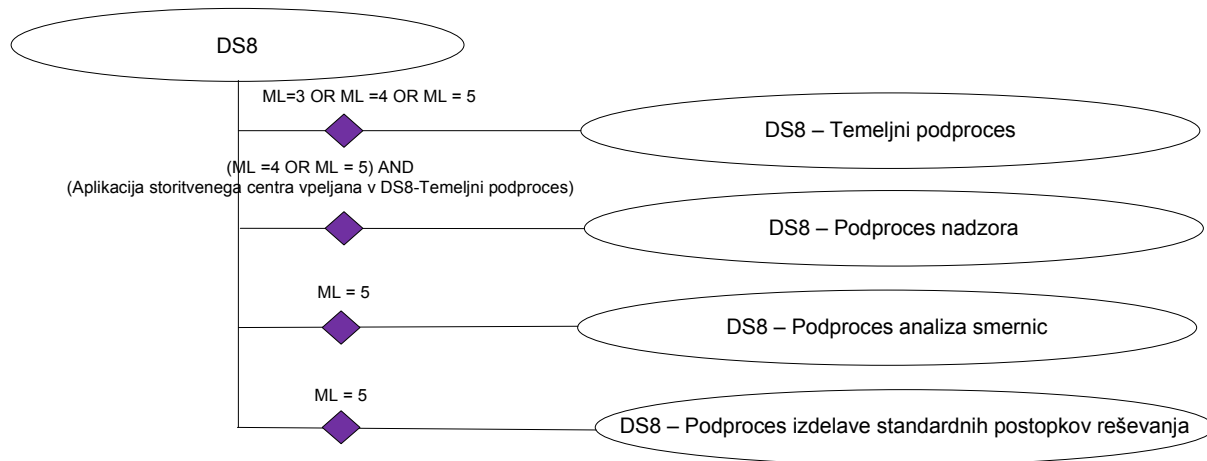 DS8
ML=3 OR ML =4 OR ML = 5
DS8 – Temeljni podproces
(ML =4 OR ML = 5) AND
(Aplikacija storitvenega centra vpeljana v DS8-Temeljni podproces)
DS8 – Podproces nadzora
ML = 5
DS8 – Podproces analiza smernic
ML = 5
DS8 – Podproces izdelave standardnih postopkov reševanja